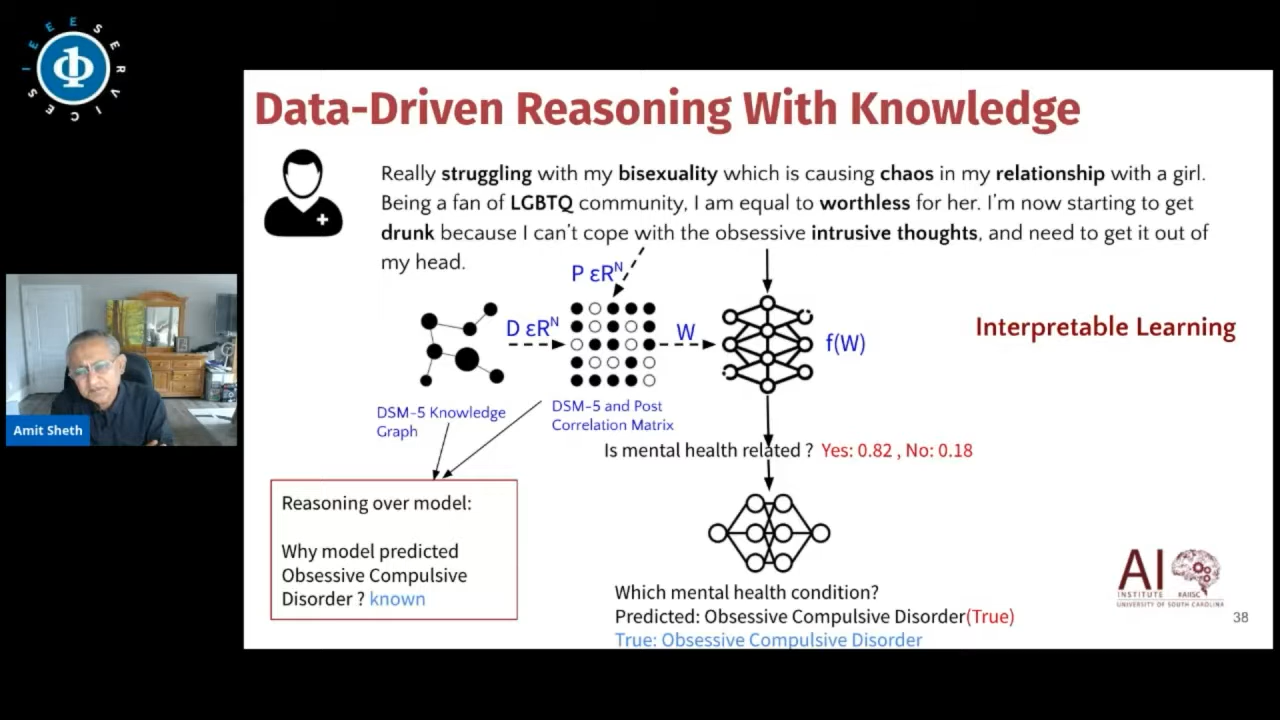 IEEE SERVICES
Data-Driven Reasoning With Knowledge
Really struggling with my bisexuality which is causing chaos in my relationship with a girl.
Being a fan of LGBTQ community, I am equal to worthless for her. I'm now starting to get
drunk because I can't cope with the obsessive intrusive thoughts, and need to get it out of
my head.
P εRᴺ
D εRᴺ
W
f(W)
Interpretable Learning
DSM-5 Knowledge
Graph
DSM-5 and Post
Correlation Matrix
Amit Sheth
Is mental health related ? Yes: 0.82 , No: 0.18
Reasoning over model:
Why model predicted
Obsessive Compulsive
Disorder ? known
Which mental health condition?
Predicted: Obsessive Compulsive Disorder(True)
True: Obsessive Compulsive Disorder
AI
INSTITUTE #AIISC
UNIVERSITY OF SOUTH CAROLINA
38